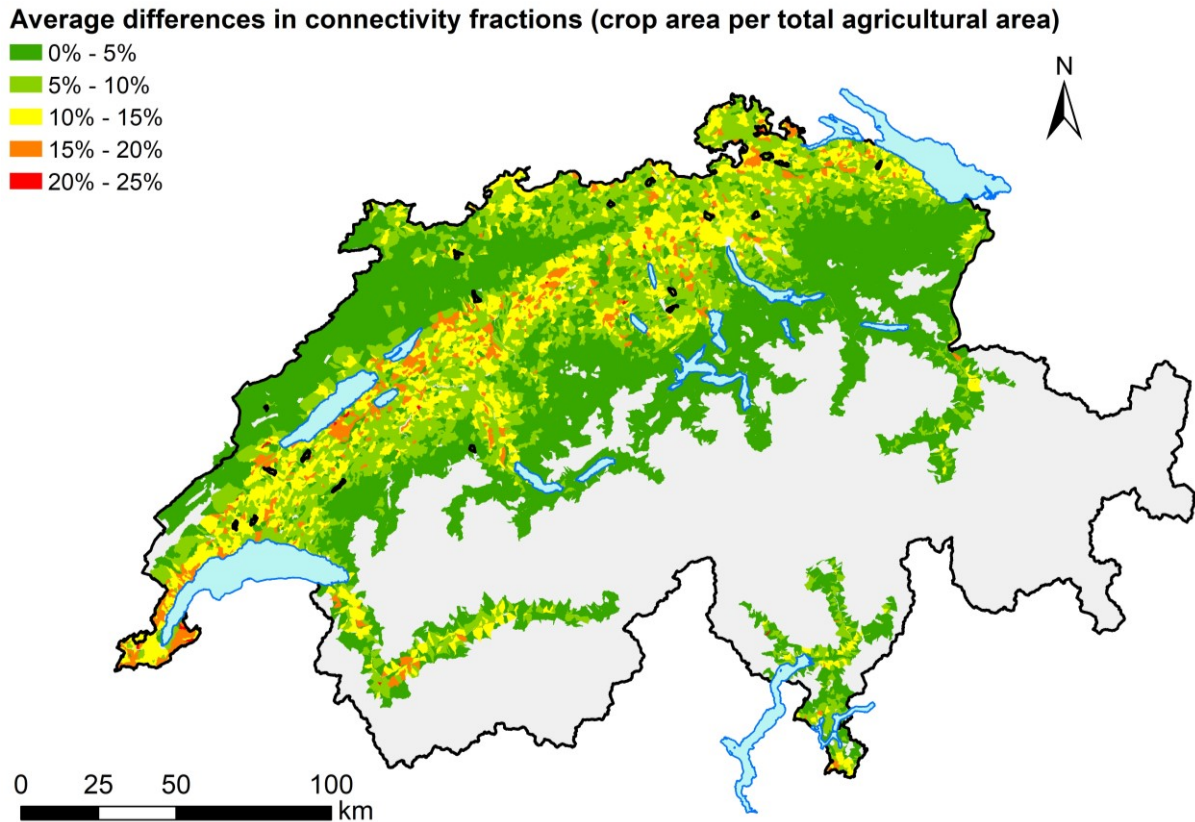 Average differences in connectivity fractions (crop area per total agricultural area)
0% - 5%
5% - 10%
10% - 15%
15% - 20%
20% - 25%
N
0 25 50 100
km